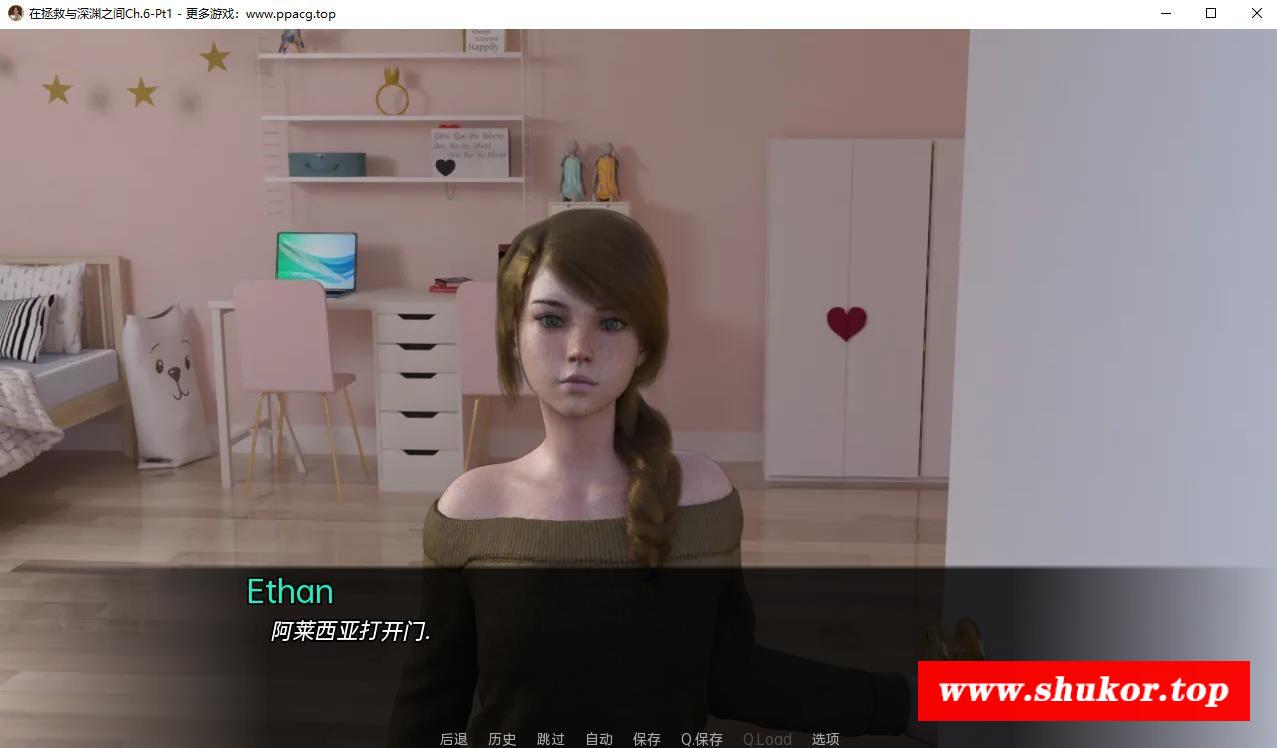 在拯救与深渊之间Ch.6-Pt1 - 更多游戏：www.ppacg.top
Always
Happily
Girls Run the World
Girls Run the World
Girls Run the World
Ethan
阿莱西亚打开门.
www.shukor.top
后退 历史 跳过 自动 保存 Q.保存 Q.Load 选项